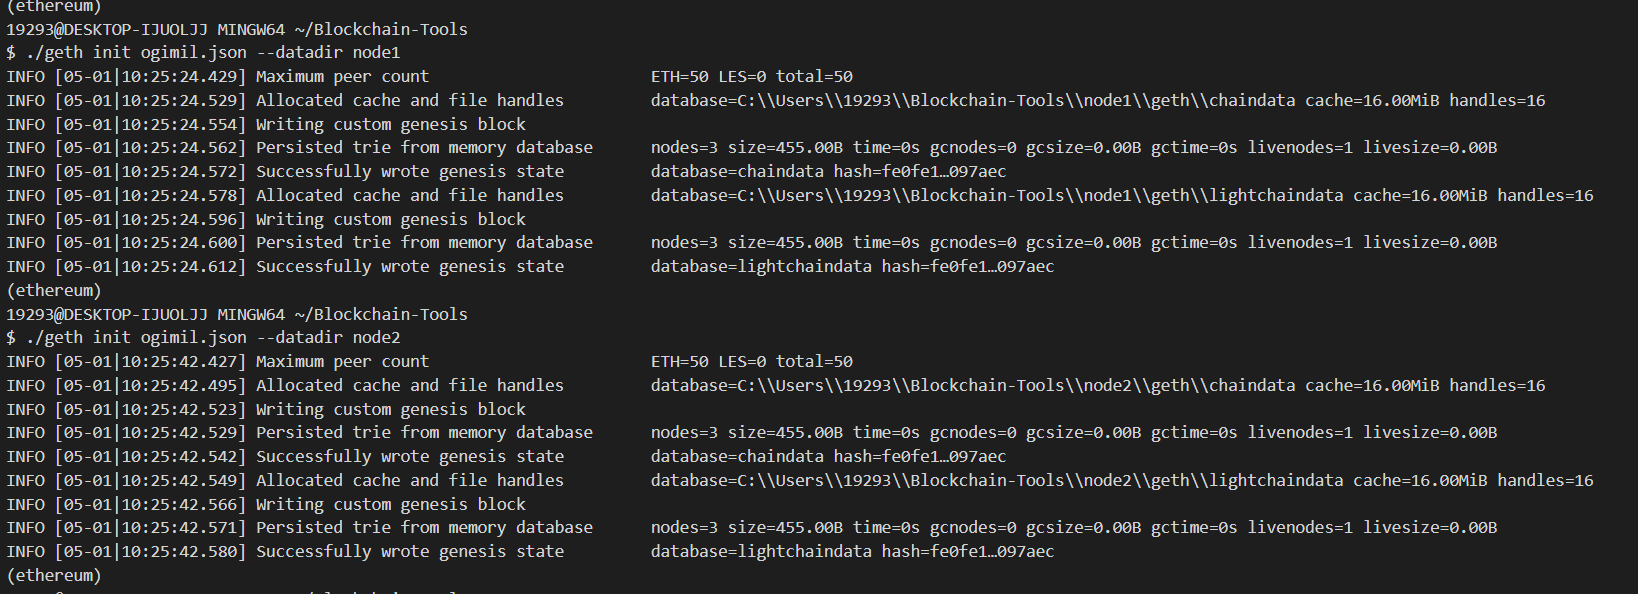 (ethereum)
19293@DESKTOP-IJUOLJJ MINGW64 ~/Blockchain-Tools
$ ./geth init ogimil.json --datadir node1
INFO [05-01|10:25:24.429] Maximum peer count                       ETH=50 LES=0 total=50
INFO [05-01|10:25:24.529] Allocated cache and file handles         database=C:\\Users\\19293\\Blockchain-Tools\\node1\\geth\\chaindata cache=16.00MiB handles=16
INFO [05-01|10:25:24.554] Writing custom genesis block
INFO [05-01|10:25:24.562] Persisted trie from memory database      nodes=3 size=455.00B time=0s gcnodes=0 gcsize=0.00B gctime=0s livenodes=1 livesize=0.00B
INFO [05-01|10:25:24.572] Successfully wrote genesis state         database=chaindata hash=fe0fe1…097aec
INFO [05-01|10:25:24.578] Allocated cache and file handles         database=C:\\Users\\19293\\Blockchain-Tools\\node1\\geth\\lightchaindata cache=16.00MiB handles=16
INFO [05-01|10:25:24.596] Writing custom genesis block
INFO [05-01|10:25:24.600] Persisted trie from memory database      nodes=3 size=455.00B time=0s gcnodes=0 gcsize=0.00B gctime=0s livenodes=1 livesize=0.00B
INFO [05-01|10:25:24.612] Successfully wrote genesis state         database=lightchaindata hash=fe0fe1…097aec
(ethereum)
19293@DESKTOP-IJUOLJJ MINGW64 ~/Blockchain-Tools
$ ./geth init ogimil.json --datadir node2
INFO [05-01|10:25:42.427] Maximum peer count                       ETH=50 LES=0 total=50
INFO [05-01|10:25:42.495] Allocated cache and file handles         database=C:\\Users\\19293\\Blockchain-Tools\\node2\\geth\\chaindata cache=16.00MiB handles=16
INFO [05-01|10:25:42.523] Writing custom genesis block
INFO [05-01|10:25:42.529] Persisted trie from memory database      nodes=3 size=455.00B time=0s gcnodes=0 gcsize=0.00B gctime=0s livenodes=1 livesize=0.00B
INFO [05-01|10:25:42.542] Successfully wrote genesis state         database=chaindata hash=fe0fe1…097aec
INFO [05-01|10:25:42.549] Allocated cache and file handles         database=C:\\Users\\19293\\Blockchain-Tools\\node2\\geth\\lightchaindata cache=16.00MiB handles=16
INFO [05-01|10:25:42.566] Writing custom genesis block
INFO [05-01|10:25:42.571] Persisted trie from memory database      nodes=3 size=455.00B time=0s gcnodes=0 gcsize=0.00B gctime=0s livenodes=1 livesize=0.00B
INFO [05-01|10:25:42.580] Successfully wrote genesis state         database=lightchaindata hash=fe0fe1…097aec
(ethereum)